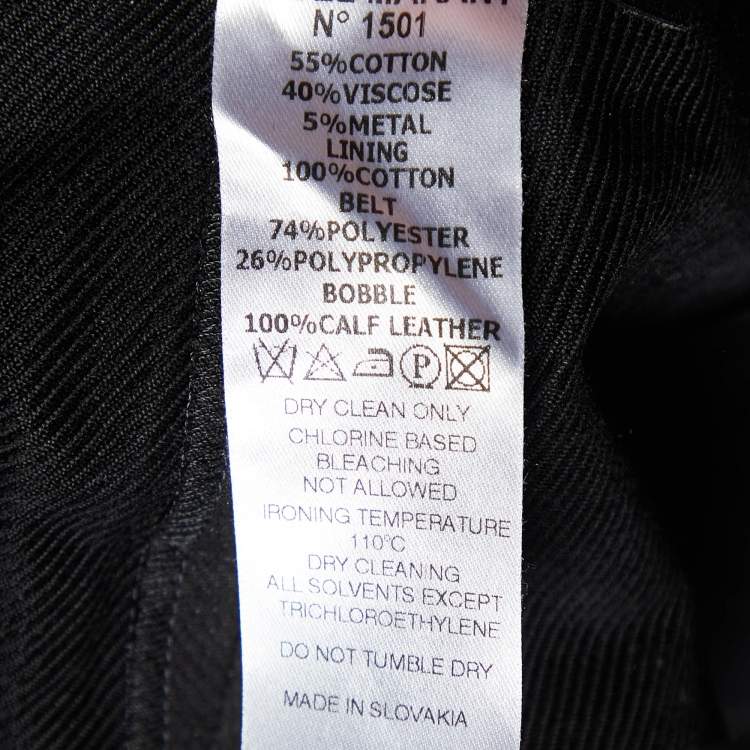 N° 1501
55%COTTON
40%VISCOSE
5%METAL
LINING
100%COTTON
BELT
74%POLYESTER
26%POLYPROPYLENE
BOBBLE
100%CALF LEATHER
P
DRY CLEAN ONLY
CHLORINE BASED
BLEACHING
NOT ALLOWED
IRONING TEMPERATURE
110°C
DRY CLEANING
ALL SOLVENTS EXCEPT
TRICHLOROETHYLENE
DO NOT TUMBLE DRY
MADE IN SLOVAKIA